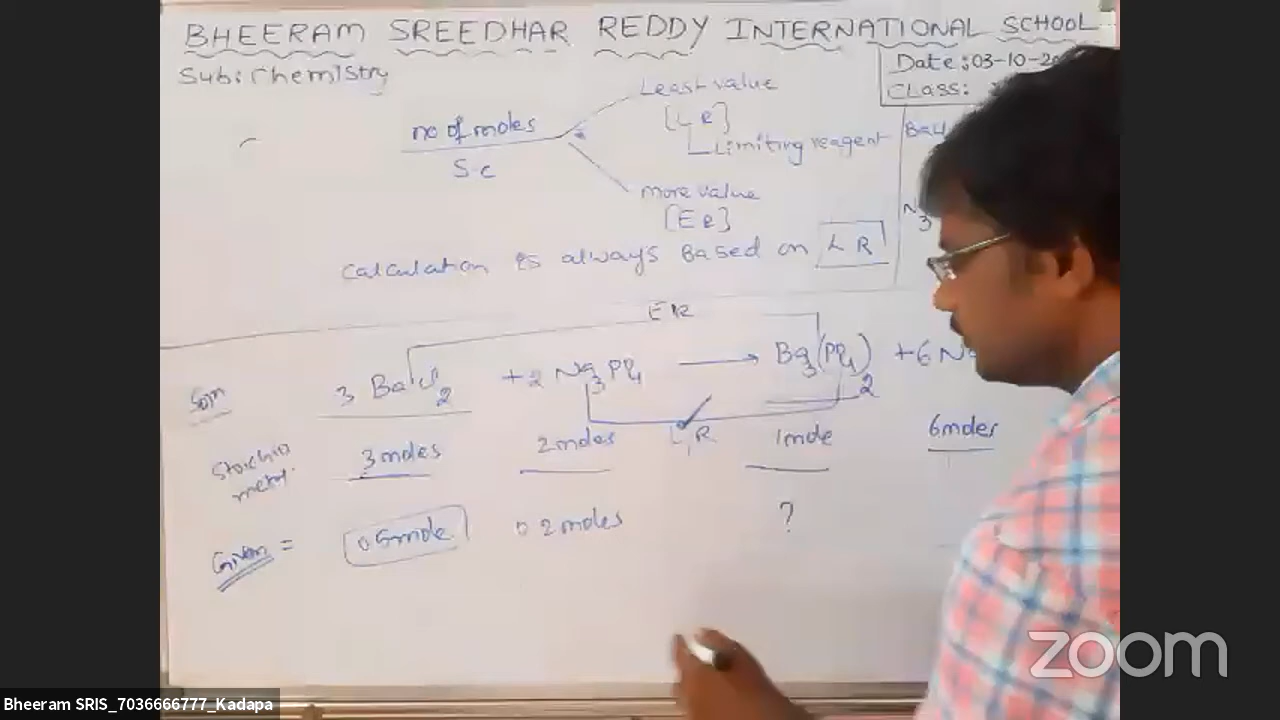 BHEERAM SREEDHAR REDDY INTERNATIONAL SCHOOL
Sub: Chemistry
Date: 03-10-20
CLASS:
no of moles
S.C
Least value
[L R]
Limiting reagent
more value
[E R]
calculation is always Based on L R
E R
Soln 3 BaCl2 + 2 Na3PO4 → Ba3(PO4)2 + 6 Na
L.R.
Stoichio metri 3 moles 2 moles 1 mole 6 moles
Given = 0.5 mole 0.2 moles ?
zoom
Bheeram SRIS_7036666777_Kadapa